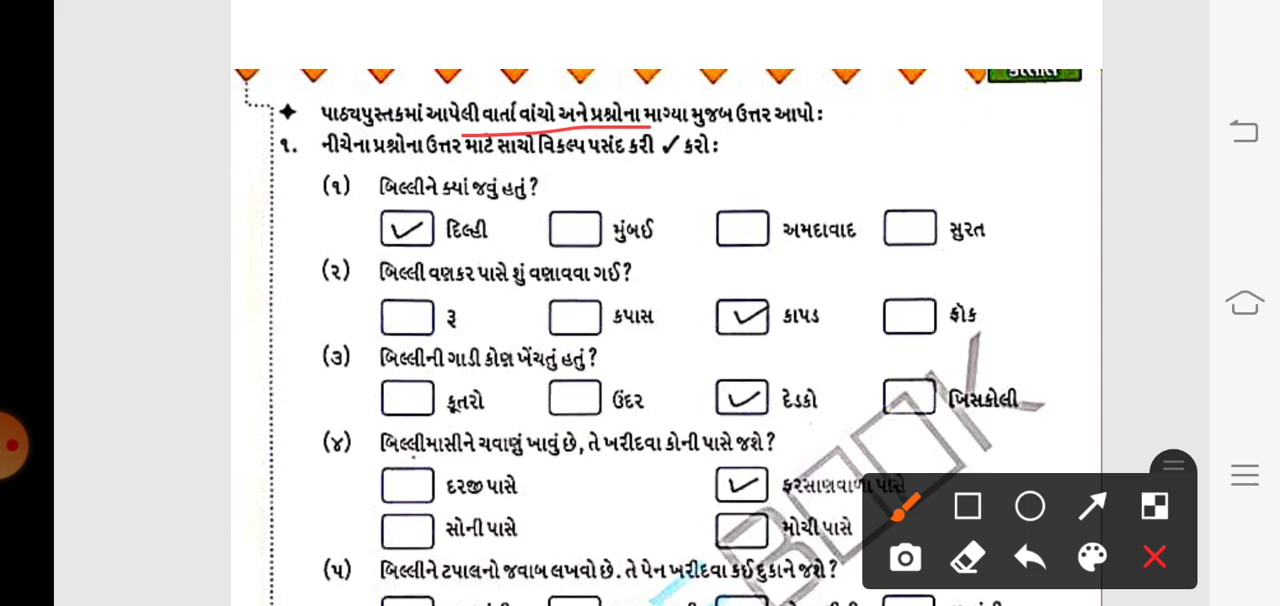 ✦ પાઠ્યપુસ્તકમાં આપેલી વાર્તા વાંચો અને પ્રશ્નોના માગ્યા મુજબ ઉત્તર આપો :
૧. નીચેના પ્રશ્નોના ઉત્તર માટે સાચો વિકલ્પ પસંદ કરી ✓ કરો :
(૧) બિલ્લીને ક્યાં જવું હતું ?
✓ દિલ્હી મુંબઈ અમદાવાદ સુરત
(૨) બિલ્લી વણકર પાસે શું વણાવવા ગઈ ?
રૂ કપાસ ✓ કાપડ ફ્રૉક
(૩) બિલ્લીની ગાડી કોણ ખેંચતું હતું ?
કૂતરો ઉંદર ✓ દેડકો ખિસકોલી
(૪) બિલ્લીમાસીને ચવાણું ખાવું છે, તે ખરીદવા કોની પાસે જશે ?
દરજી પાસે ✓ ફરસાણવાળા પાસે
સોની પાસે મોચી પાસે
(૫) બિલ્લીને ટપાલનો જવાબ લખવો છે. તે પેન ખરીદવા કઈ દુકાને જશે ?
BOOK